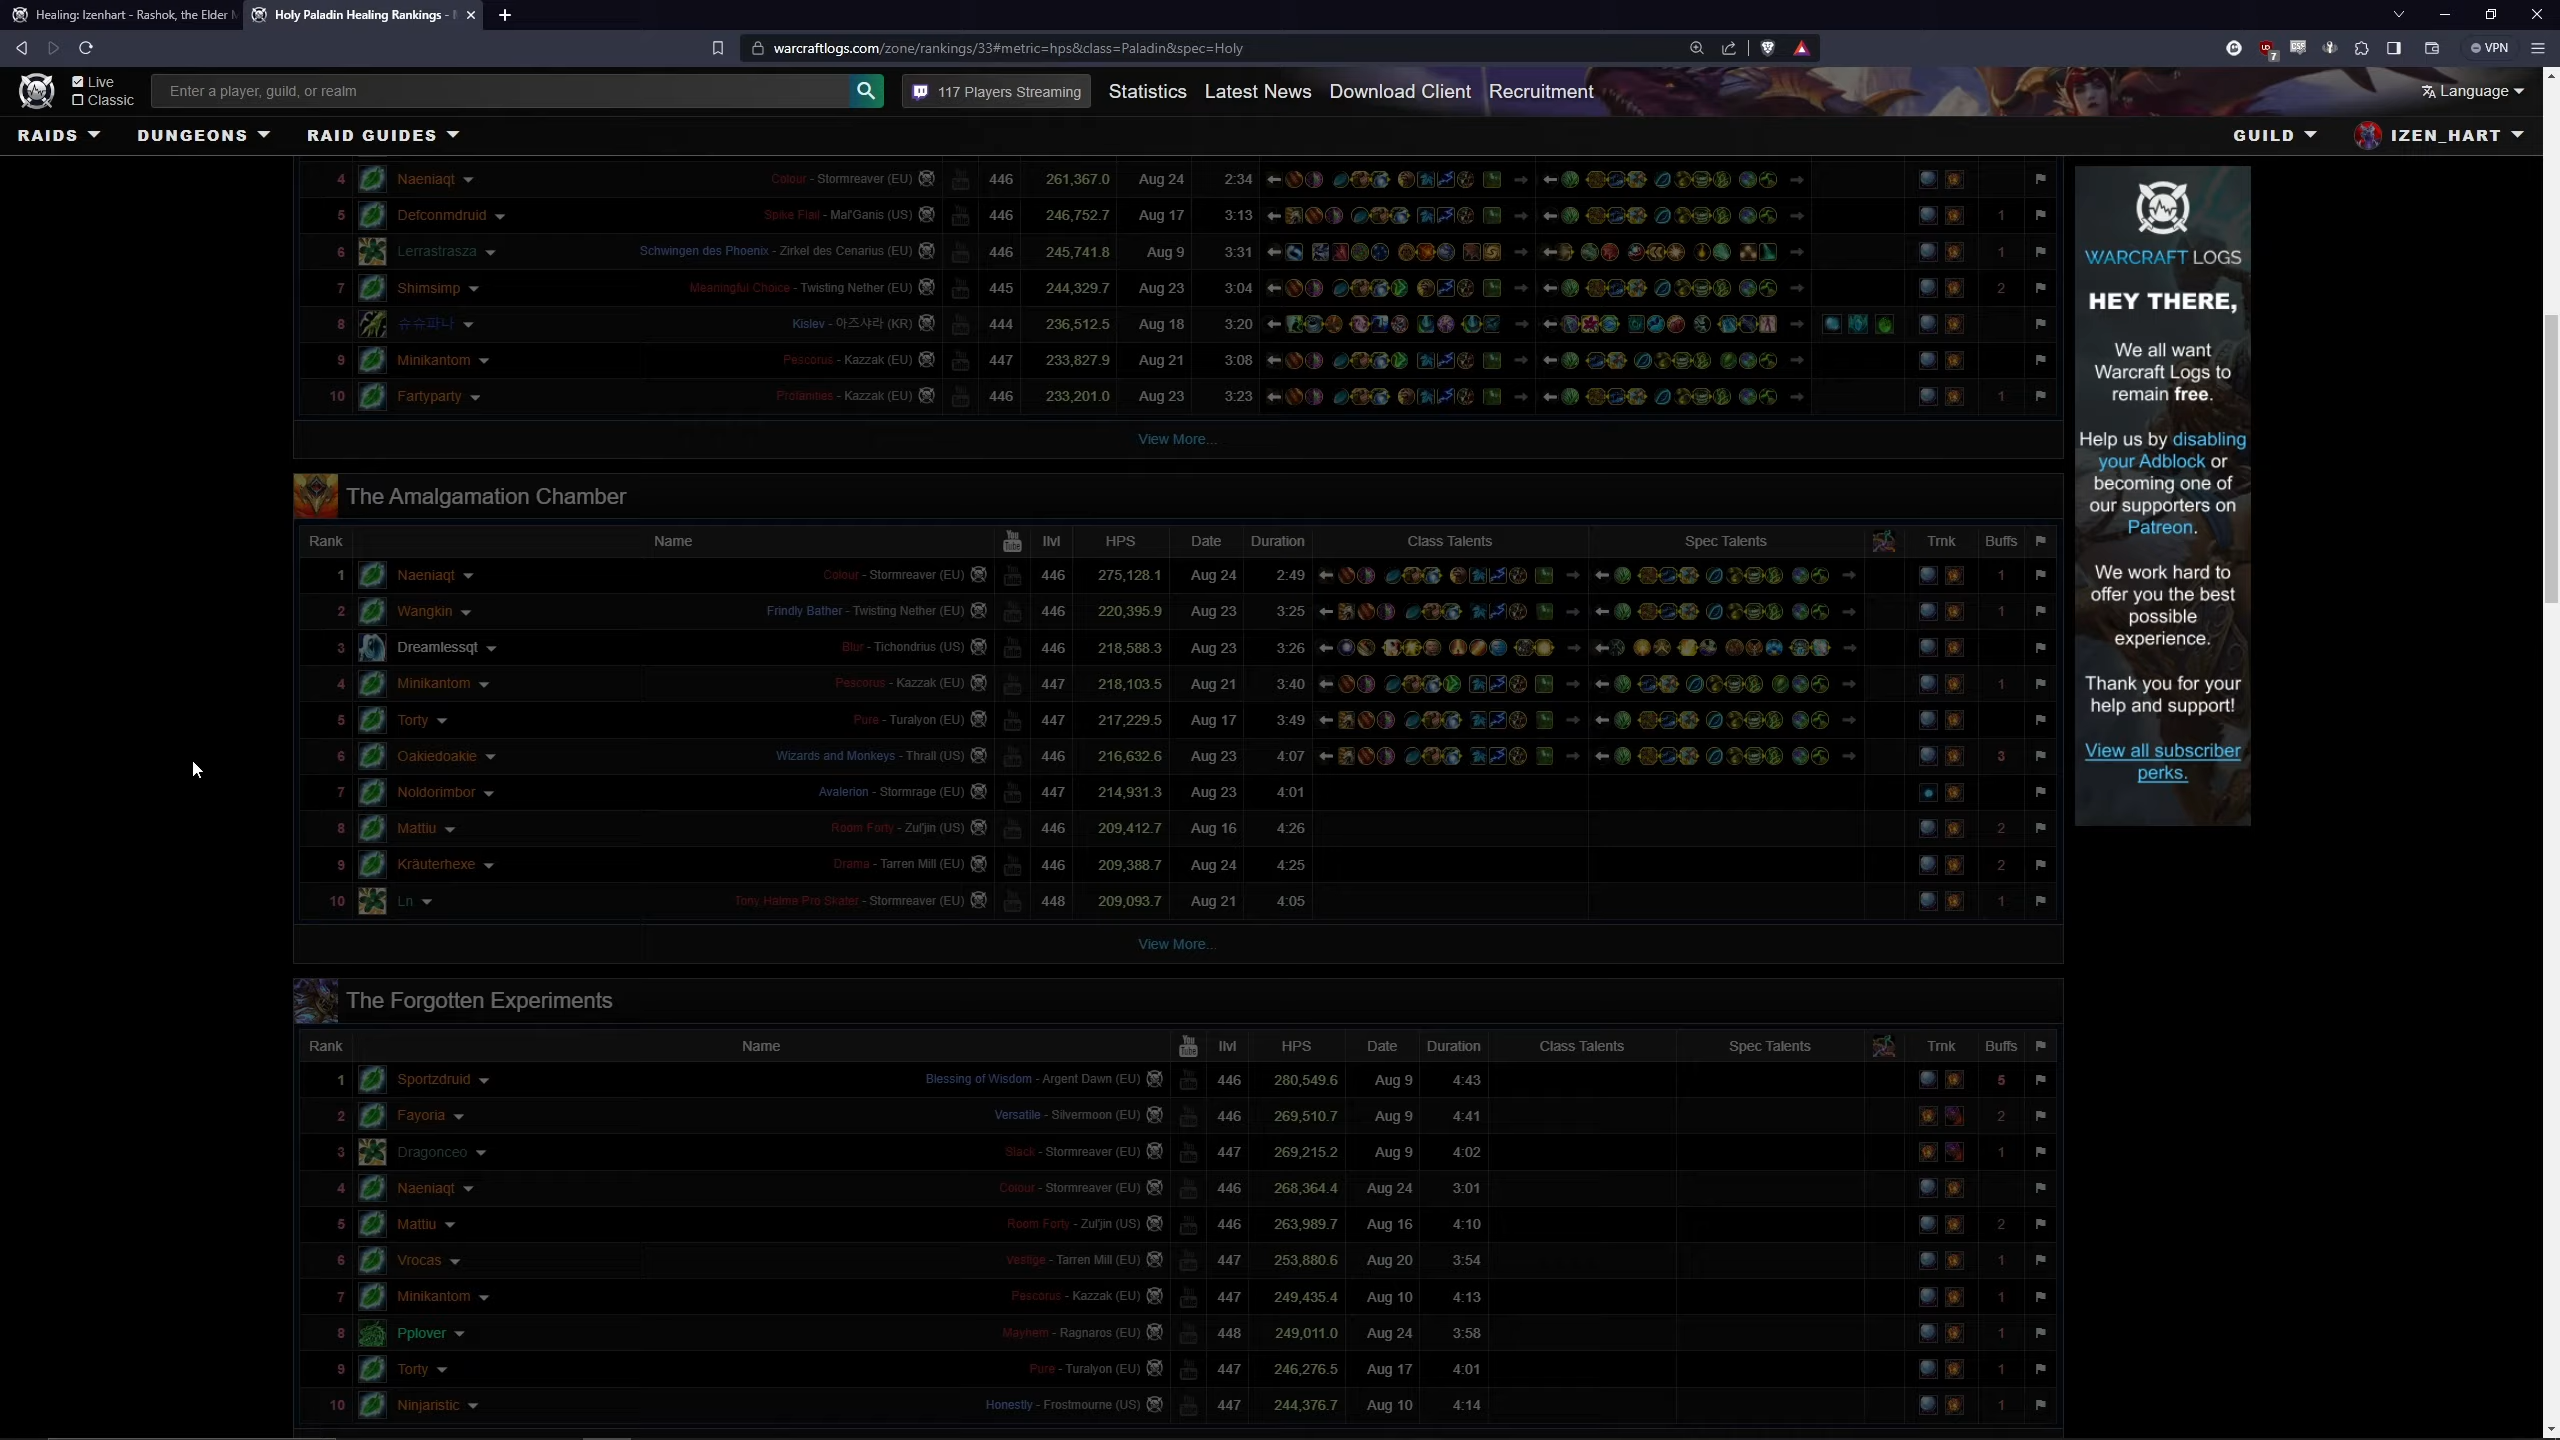 Healing: Izenhart - Rashok, the Elder
Holy Paladin Healing Rankings -
warcraftlogs.com/zone/rankings/33#metric=hps&class=Paladin&spec=Holy
VPN
Live
Classic
Enter a player, guild, or realm
117 Players Streaming
Statistics
Latest News
Download Client
Recruitment
Language
RAIDS
DUNGEONS
RAID GUIDES
GUILD
IZEN_HART
4 Naeniaqt Colour - Stormreaver (EU) 446 261,367.0 Aug 24 2:34
5 Defconmdruid Spike Flail - Mal'Ganis (US) 446 246,752.7 Aug 17 3:13 1
6 Lerrastrasza Schwingen des Phoenix - Zirkel des Cenarius (EU) 446 245,741.8 Aug 9 3:31 1
7 Shimsimp Meaningful Choice - Twisting Nether (EU) 445 244,329.7 Aug 23 3:04 2
8 슈슈파나 Kislev - 아즈샤라 (KR) 444 236,512.5 Aug 18 3:20
9 Minikantom Pescorus - Kazzak (EU) 447 233,827.9 Aug 21 3:08
10 Fartyparty Profanities - Kazzak (EU) 446 233,201.0 Aug 23 3:23 1
View More...
The Amalgamation Chamber
Rank Name Ilvl HPS Date Duration Class Talents Spec Talents Trnk Buffs
1 Naeniaqt Colour - Stormreaver (EU) 446 275,128.1 Aug 24 2:49 1
2 Wangkin Frindly Bather - Twisting Nether (EU) 446 220,395.9 Aug 23 3:25 1
3 Dreamlessqt Blur - Tichondrius (US) 446 218,588.3 Aug 23 3:26
4 Minikantom Pescorus - Kazzak (EU) 447 218,103.5 Aug 21 3:40 1
5 Torty Pure - Turalyon (EU) 447 217,229.5 Aug 17 3:49
6 Oakiedoakie Wizards and Monkeys - Thrall (US) 446 216,632.6 Aug 23 4:07 3
7 Noldorimbor Avalerion - Stormrage (EU) 447 214,931.3 Aug 23 4:01
8 Mattiu Room Forty - Zul'jin (US) 446 209,412.7 Aug 16 4:26 2
9 Kräuterhexe Drama - Tarren Mill (EU) 446 209,388.7 Aug 24 4:25 2
10 Ln Tony Halme Pro Skater - Stormreaver (EU) 448 209,093.7 Aug 21 4:05 1
View More...
The Forgotten Experiments
Rank Name Ilvl HPS Date Duration Class Talents Spec Talents Trnk Buffs
1 Sportzdruid Blessing of Wisdom - Argent Dawn (EU) 446 280,549.6 Aug 9 4:43 5
2 Fayoria Versatile - Silvermoon (EU) 446 269,510.7 Aug 9 4:41 2
3 Dragonceo Slack - Stormreaver (EU) 447 269,215.2 Aug 9 4:02 1
4 Naeniaqt Colour - Stormreaver (EU) 446 268,364.4 Aug 24 3:01
5 Mattiu Room Forty - Zul'jin (US) 446 263,989.7 Aug 16 4:10 2
6 Vrocas Vestige - Tarren Mill (EU) 447 253,880.6 Aug 20 3:54 1
7 Minikantom Pescorus - Kazzak (EU) 447 249,435.4 Aug 10 4:13 1
8 Pplover Mayhem - Ragnaros (EU) 448 249,011.0 Aug 24 3:58 1
9 Torty Pure - Turalyon (EU) 447 246,276.5 Aug 17 4:01 1
10 Ninjaristic Honestly - Frostmourne (US) 447 244,376.7 Aug 10 4:14 1
WARCRAFT LOGS
HEY THERE,
We all want
Warcraft Logs to
remain free.
Help us by disabling
your Adblock or
becoming one of
our supporters on
Patreon.
We work hard to
offer you the best
possible
experience.
Thank you for your
help and support!
View all subscriber
perks.